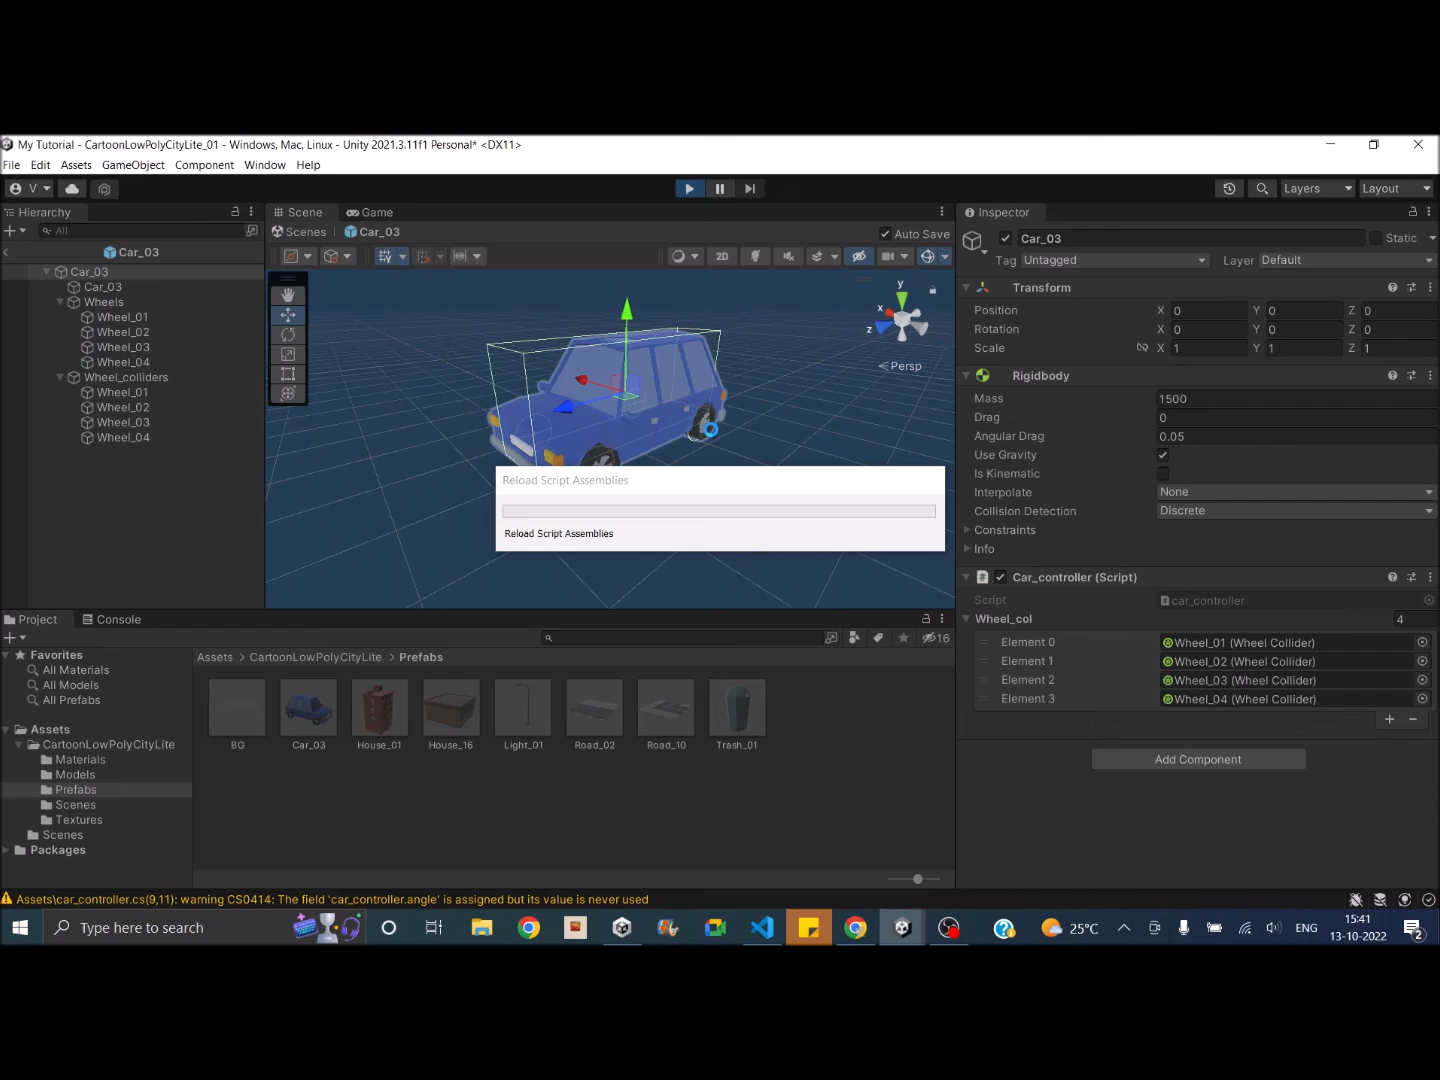 My Tutorial - CartoonLowPolyCityLite_01 - Windows, Mac, Linux - Unity 2021.3.11f1 Personal* <DX11>
File Edit Assets GameObject Component Window Help
V Layers Layout
Hierarchy
All
Car_03
Car_03
Car_03
Wheels
Wheel_01
Wheel_02
Wheel_03
Wheel_04
Wheel_colliders
Wheel_01
Wheel_02
Wheel_03
Wheel_04
Scene Game
Scenes Car_03 Auto Save
2D
y
x
z
Persp
Reload Script Assemblies
Reload Script Assemblies
Inspector
Car_03 Static
Tag Untagged Layer Default
Transform
Position X 0 Y 0 Z 0
Rotation X 0 Y 0 Z 0
Scale X 1 Y 1 Z 1
Rigidbody
Mass 1500
Drag 0
Angular Drag 0.05
Use Gravity
Is Kinematic
Interpolate None
Collision Detection Discrete
Constraints
Info
# Car_controller (Script)
Script car_controller
Wheel_col 4
Element 0 Wheel_01 (Wheel Collider)
Element 1 Wheel_02 (Wheel Collider)
Element 2 Wheel_03 (Wheel Collider)
Element 3 Wheel_04 (Wheel Collider)
Add Component
Project Console
16
Favorites
All Materials
All Models
All Prefabs
Assets
CartoonLowPolyCityLite
Materials
Models
Prefabs
Scenes
Textures
Scenes
Packages
Assets > CartoonLowPolyCityLite > Prefabs
BG Car_03 House_01 House_16 Light_01 Road_02 Road_10 Trash_01
Assets\car_controller.cs(9,11): warning CS0414: The field 'car_controller.angle' is assigned but its value is never used
Type here to search
25°C ENG
15:41
13-10-2022
2